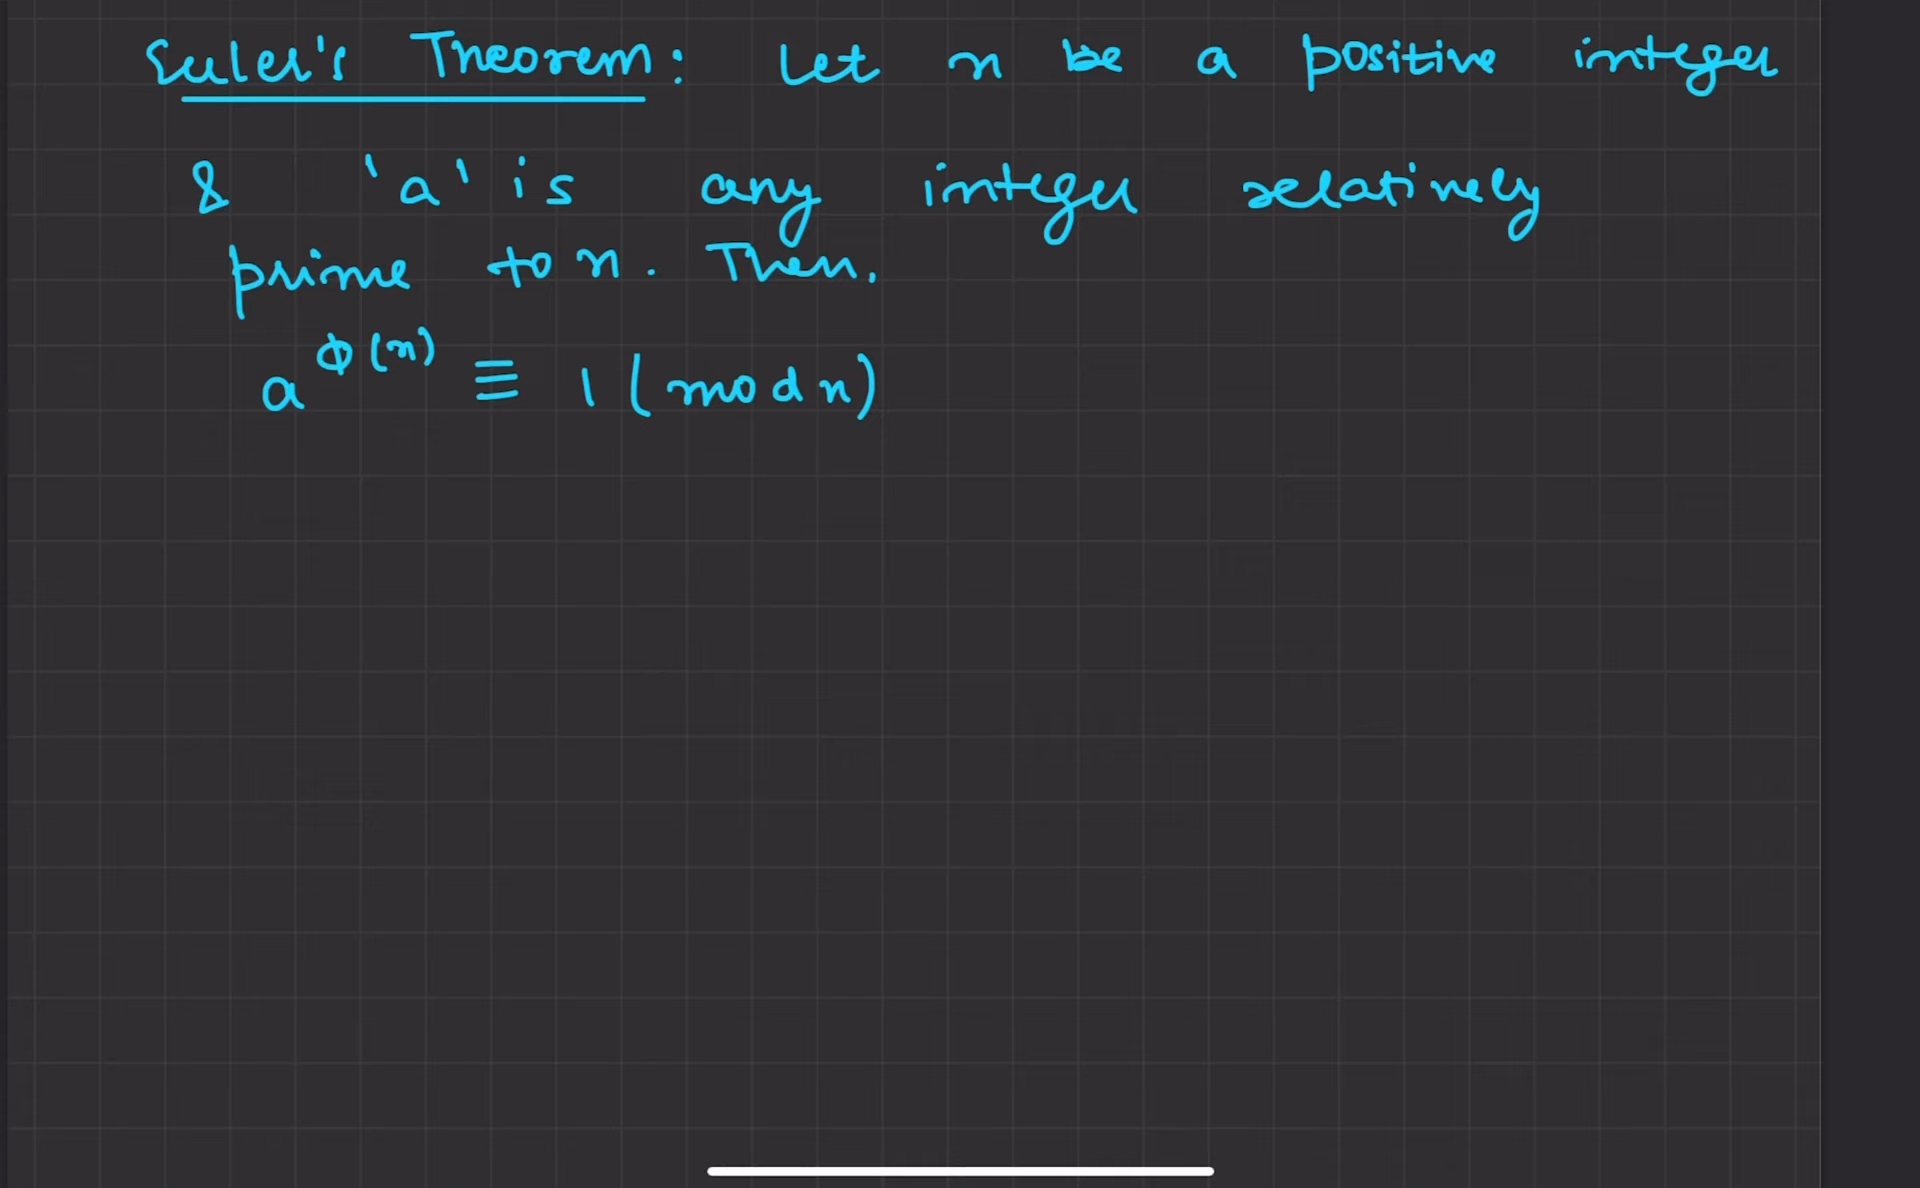 Euler's Theorem: Let n be a positive integer
& 'a' is any integer relatively
prime to n. Then,
a^ϕ(n) ≡ 1 (mod n)